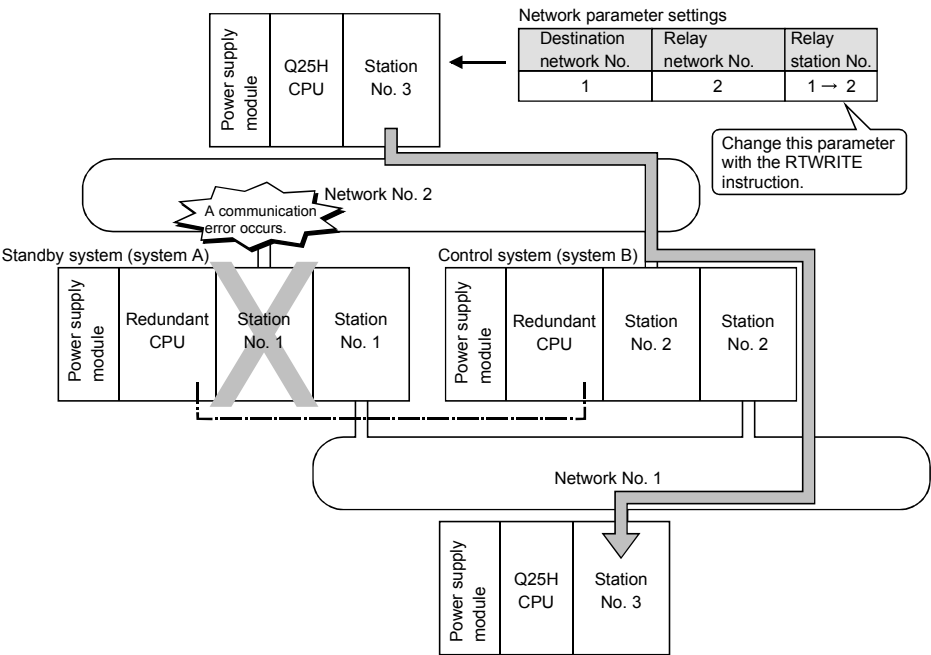 Network parameter settings
Destination network No.
Relay network No.
Relay station No.
1
2
1 → 2
Change this parameter
with the RTWRITE
instruction.
Power supply
module
Q25H
CPU
Station
No. 3
Network No. 2
A communication
error occurs.
Standby system (system A)
Control system (system B)
Power supply
module
Redundant
CPU
Station
No. 1
Station
No. 1
Power supply
module
Redundant
CPU
Station
No. 2
Station
No. 2
Network No. 1
Power supply
module
Q25H
CPU
Station
No. 3